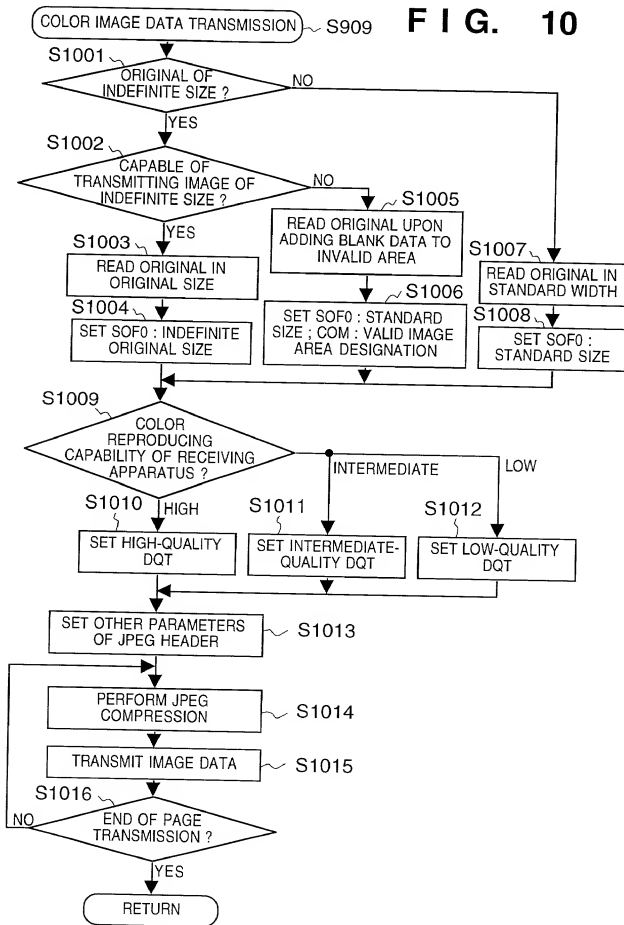 FIG. 10
COLOR IMAGE DATA TRANSMISSION
S909
S1001
ORIGINAL OF
INDEFINITE SIZE ?
NO
YES
S1002
CAPABLE OF
TRANSMITTING IMAGE OF
INDEFINITE SIZE ?
NO
YES
S1003
READ ORIGINAL IN
ORIGINAL SIZE
S1004
SET SOF0 : INDEFINITE
ORIGINAL SIZE
S1005
READ ORIGINAL UPON
ADDING BLANK DATA TO
INVALID AREA
S1006
SET SOF0 : STANDARD
SIZE ; COM : VALID IMAGE
AREA DESIGNATION
S1007
READ ORIGINAL IN
STANDARD WIDTH
S1008
SET SOF0 :
STANDARD SIZE
S1009
COLOR
REPRODUCING
CAPABILITY OF RECEIVING
APPARATUS ?
INTERMEDIATE
LOW
HIGH
S1010
SET HIGH-QUALITY
DQT
S1011
SET INTERMEDIATE-
QUALITY DQT
S1012
SET LOW-QUALITY
DQT
SET OTHER PARAMETERS
OF JPEG HEADER
S1013
PERFORM JPEG
COMPRESSION
S1014
TRANSMIT IMAGE DATA
S1015
S1016
END OF PAGE
TRANSMISSION ?
NO
YES
RETURN